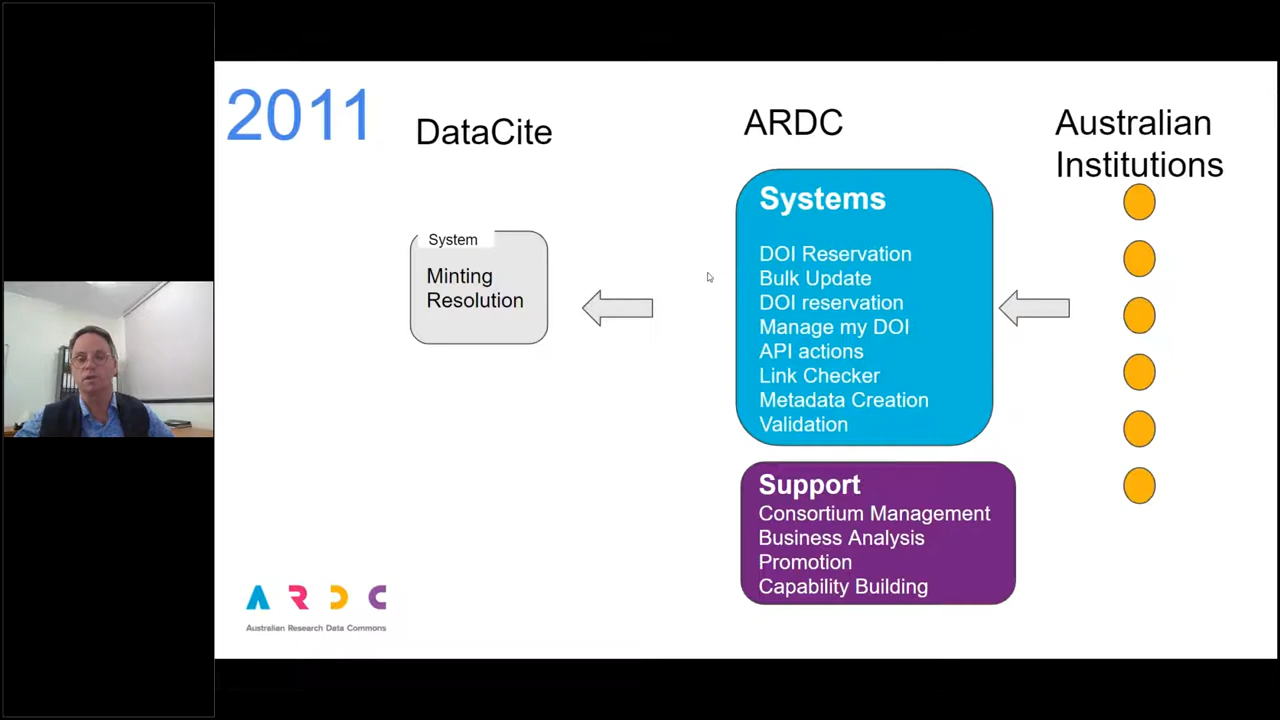 2011
DataCite
ARDC
Australian
Institutions
System
Minting
Resolution
Systems
DOI Reservation
Bulk Update
DOI reservation
Manage my DOI
API actions
Link Checker
Metadata Creation
Validation
Support
Consortium Management
Business Analysis
Promotion
Capability Building
ARDC
Australian Research Data Commons